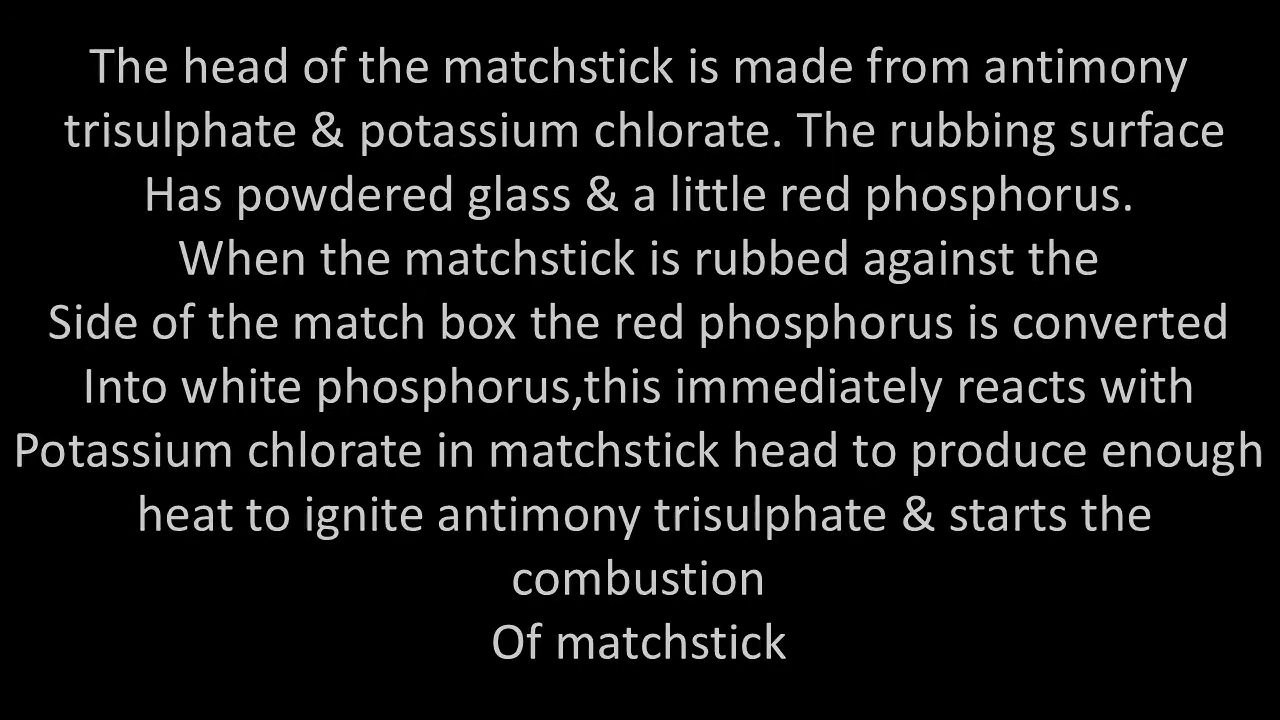 The head of the matchstick is made from antimony
trisulphate & potassium chlorate. The rubbing surface
Has powdered glass & a little red phosphorus.
When the matchstick is rubbed against the
Side of the match box the red phosphorus is converted
Into white phosphorus,this immediately reacts with
Potassium chlorate in matchstick head to produce enough
heat to ignite antimony trisulphate & starts the
combustion
Of matchstick